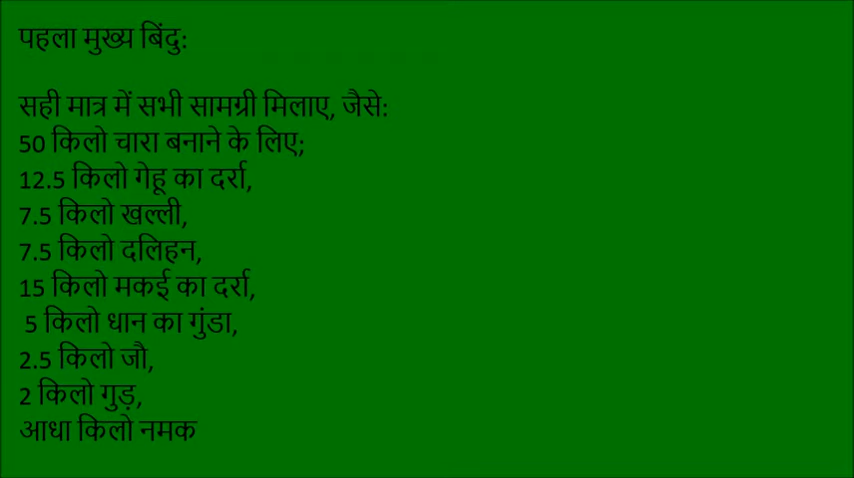 पहला मुख्य बिंदु:
सही मात्र में सभी सामग्री मिलाए, जैसे:
50 किलो चारा बनाने के लिए;
12.5 किलो गेहू का दर्रा,
7.5 किलो खल्ली,
7.5 किलो दलिहन,
15 किलो मकई का दर्रा,
5 किलो धान का गुंडा,
2.5 किलो जौ,
2 किलो गुड़,
आधा किलो नमक